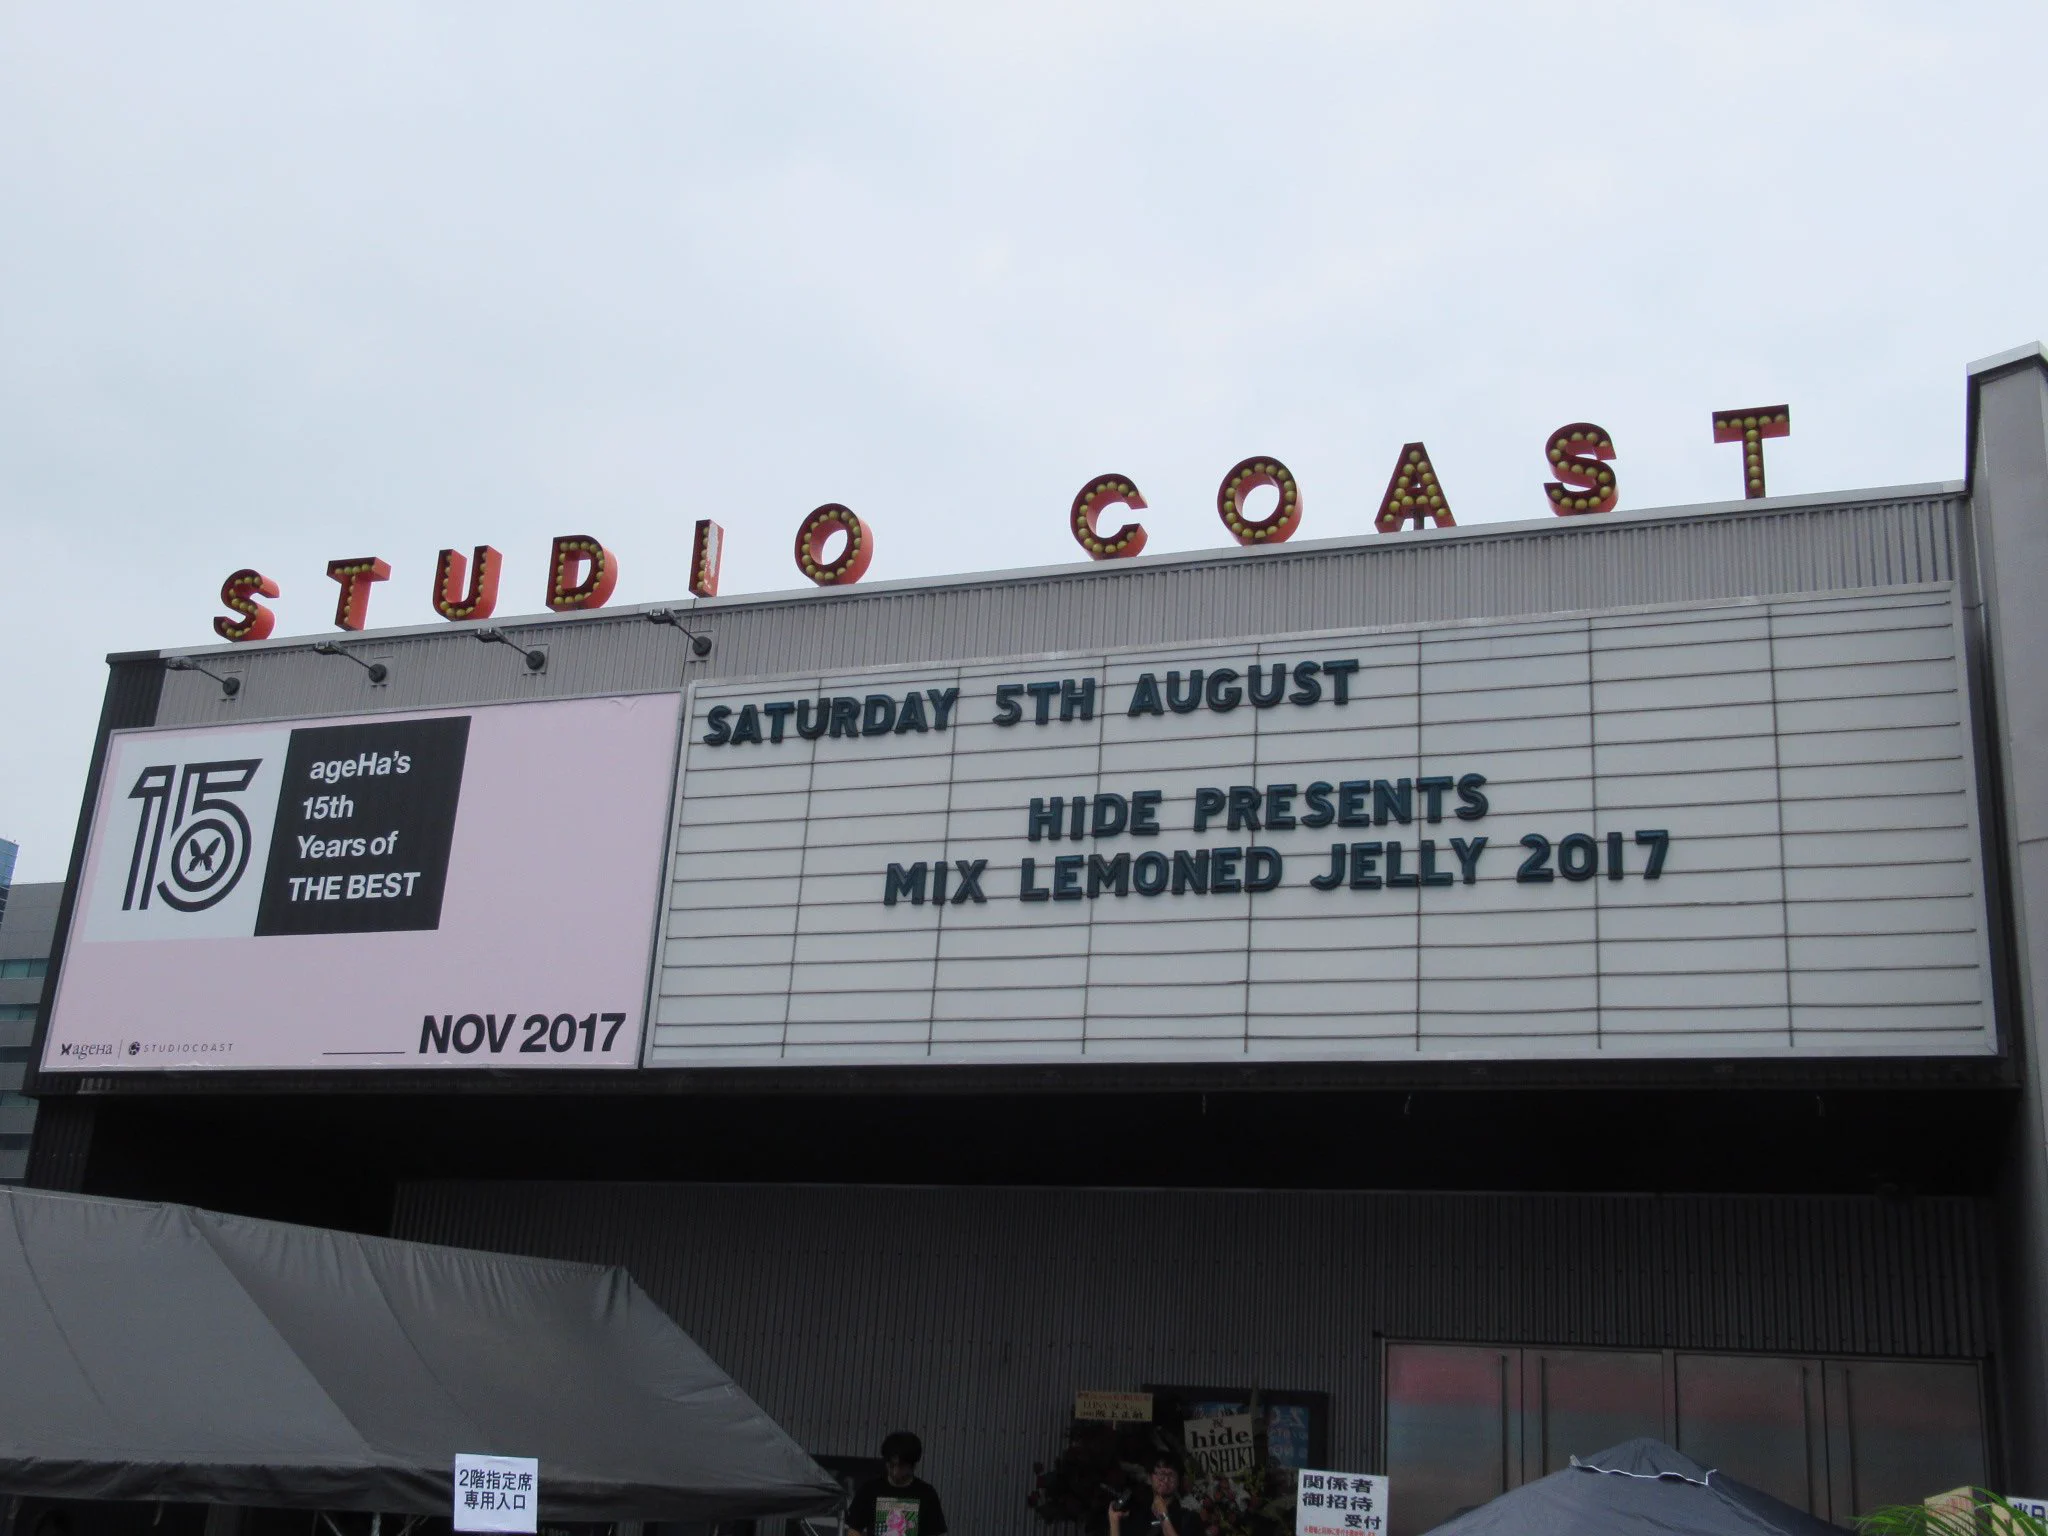 STUDIO COAST
SATURDAY 5TH AUGUST
HIDE PRESENTS
MIX LEMONED JELLY 2017
15
ageHa's
15th
Years of
THE BEST
NOV 2017
ageHa | STUDIOCOAST
2階指定席
専用入口
祝
hide
YOSHIKI
関係者
御招待
受付